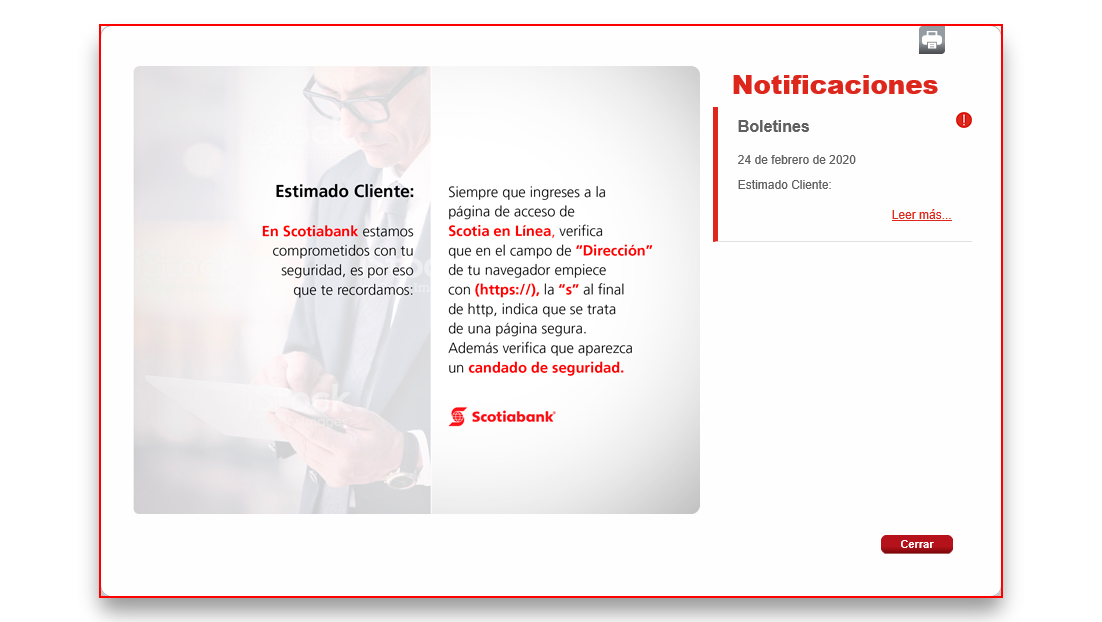 Notificaciones
Boletines
24 de febrero de 2020
Estimado Cliente:
Leer más...
Estimado Cliente:
En Scotiabank estamos
comprometidos con tu
seguridad, es por eso
que te recordamos:
Siempre que ingreses a la
página de acceso de
Scotia en Línea, verifica
que en el campo de “Dirección”
de tu navegador empiece
con (https://), la “s” al final
de http, indica que se trata
de una página segura.
Además verifica que aparezca
un candado de seguridad.
Scotiabank
Cerrar